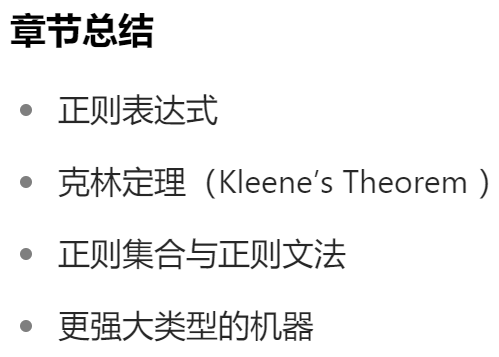 章节总结
正则表达式
克林定理（Kleene’s Theorem ）
正则集合与正则文法
更强大类型的机器